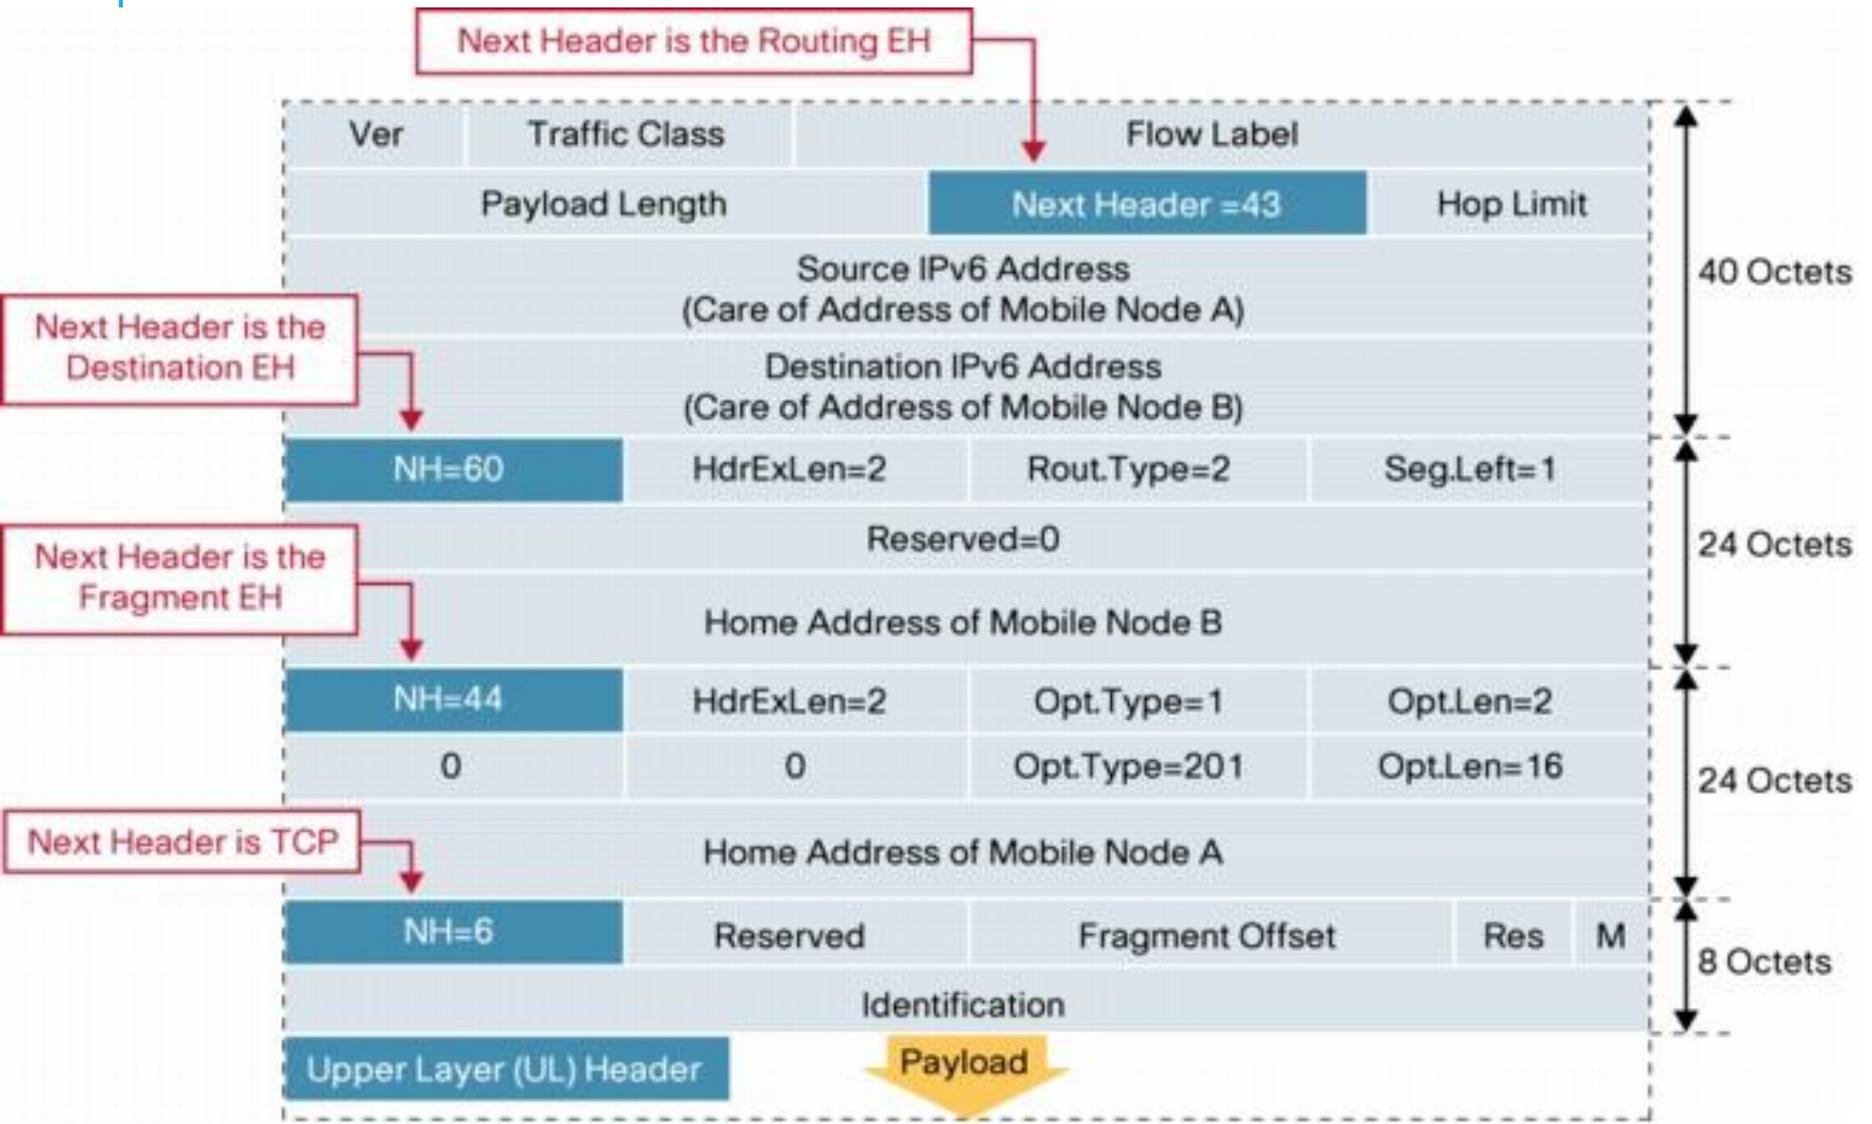 Next Header is the Routing EH
Ver
Traffic Class
Flow Label
Payload Length
Next Header =43
Hop Limit
Source IPv6 Address
(Care of Address of Mobile Node A)
40 Octets
Next Header is the
Destination EH
Destination IPv6 Address
(Care of Address of Mobile Node B)
NH=60
HdrExLen=2
Rout.Type=2
Seg.Left=1
Reserved=0
24 Octets
Next Header is the
Fragment EH
Home Address of Mobile Node B
NH=44
HdrExLen=2
Opt.Type=1
Opt.Len=2
0
0
Opt.Type=201
Opt.Len=16
24 Octets
Next Header is TCP
Home Address of Mobile Node A
NH=6
Reserved
Fragment Offset
Res
M
8 Octets
Identification
Upper Layer (UL) Header
Payload